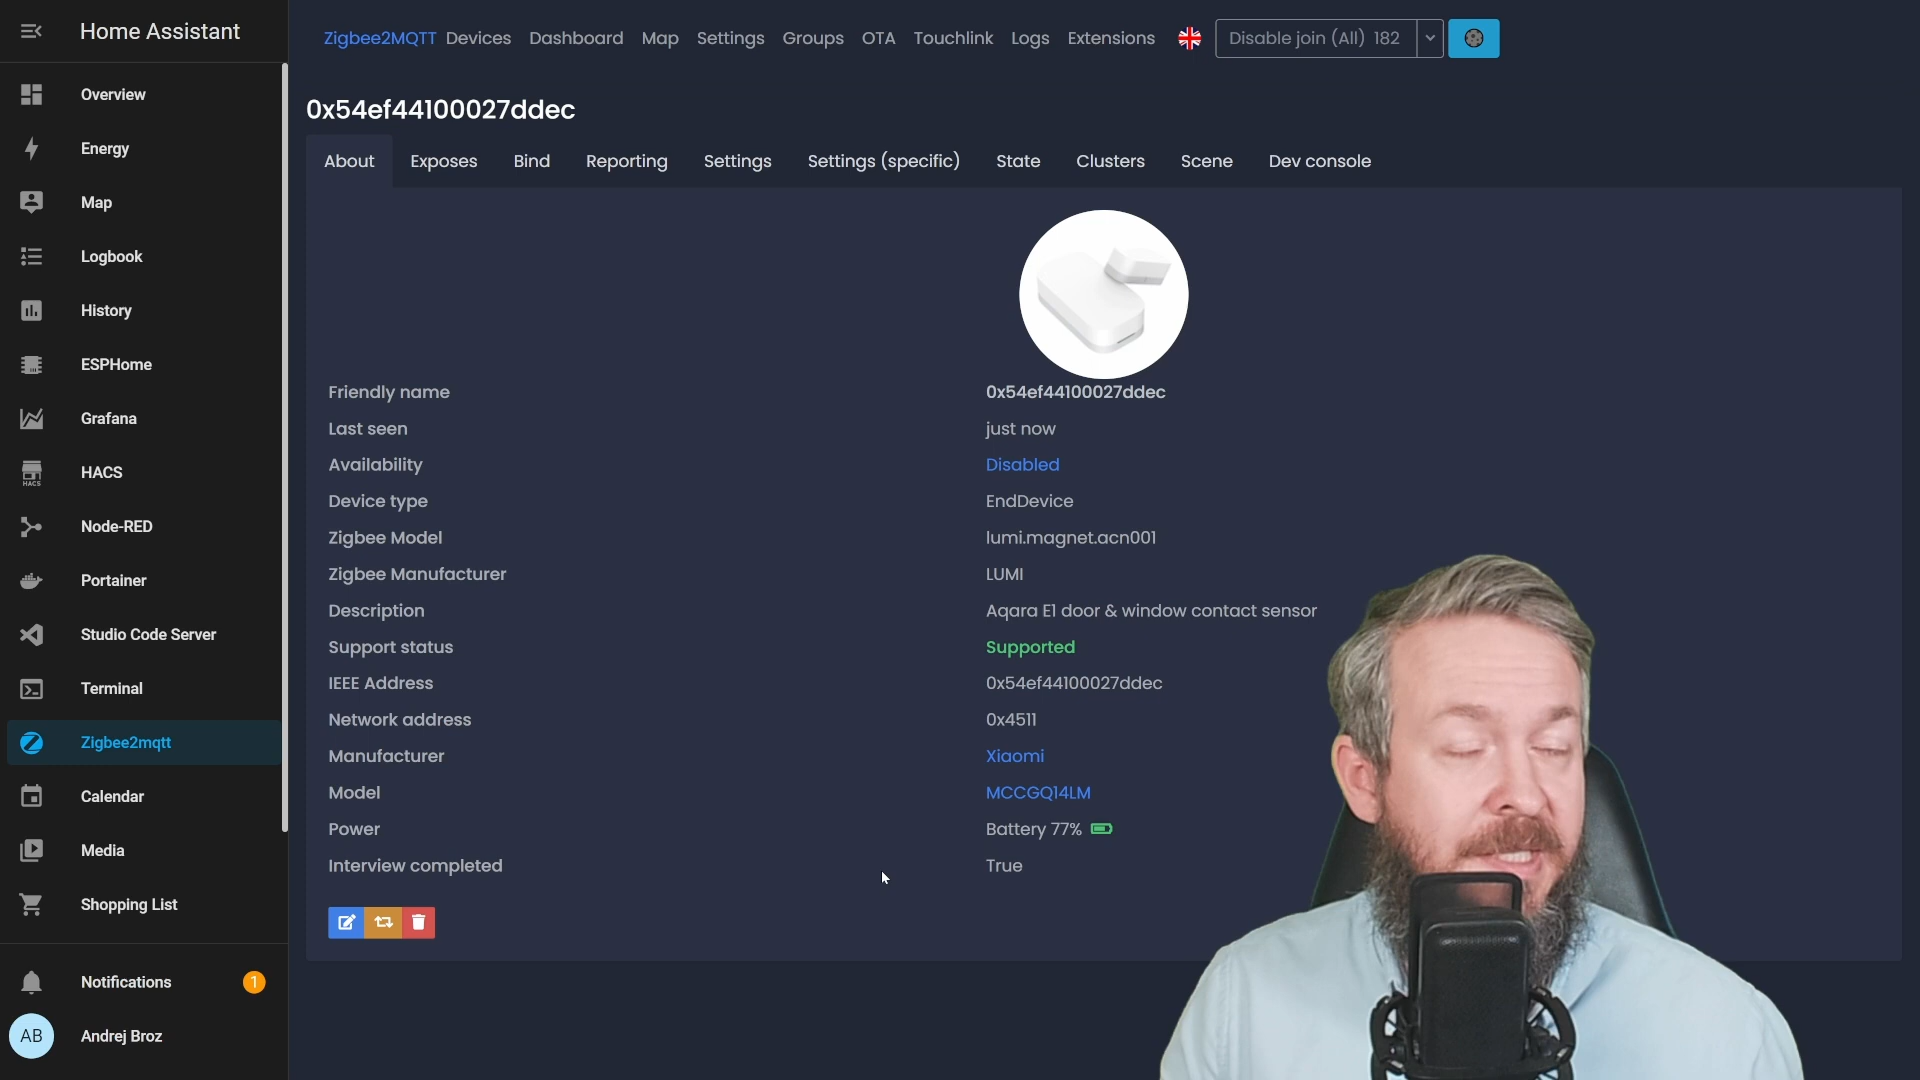 Home Assistant
Overview
Energy
Map
Logbook
History
ESPHome
Grafana
HACS
HACS
Node-RED
Portainer
Studio Code Server
Terminal
Zigbee2mqtt
Calendar
Media
Shopping List
Notifications 1
AB Andrej Broz
Zigbee2MQTT Devices Dashboard Map Settings Groups OTA Touchlink Logs Extensions Disable join (All) 182
0x54ef44100027ddec
About Exposes Bind Reporting Settings Settings (specific) State Clusters Scene Dev console
Friendly name 0x54ef44100027ddec
Last seen just now
Availability Disabled
Device type EndDevice
Zigbee Model lumi.magnet.acn001
Zigbee Manufacturer LUMI
Description Aqara E1 door & window contact sensor
Support status Supported
IEEE Address 0x54ef44100027ddec
Network address 0x4511
Manufacturer Xiaomi
Model MCCGQ14LM
Power Battery 77%
Interview completed True